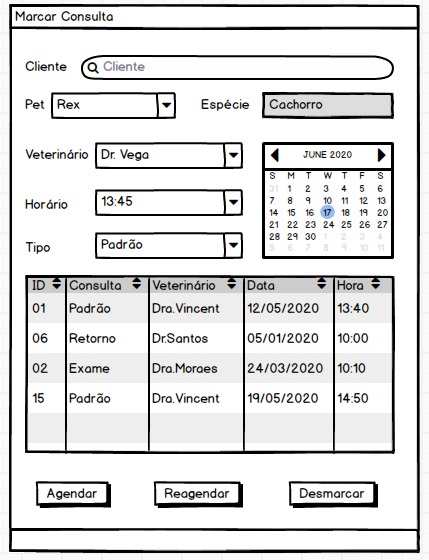 Marcar Consulta
Cliente Cliente
Pet Rex Espécie Cachorro
Veterinário Dr. Vega
Horário 13:45
Tipo Padrão
JUNE 2020
S M T W T F S
31 1 2 3 4 5 6
7 8 9 10 11 12 13
14 15 16 17 18 19 20
21 22 23 24 25 26 27
28 29 30 1 2 3 4
5 6 7 8 9 10 11
ID Consulta Veterinário Data Hora
01 Padrão Dra.Vincent 12/05/2020 13:40
06 Retorno Dr.Santos 05/01/2020 10:00
02 Exame Dra.Moraes 24/03/2020 10:10
15 Padrão Dra.Vincent 19/05/2020 14:50
Agendar Reagendar Desmarcar